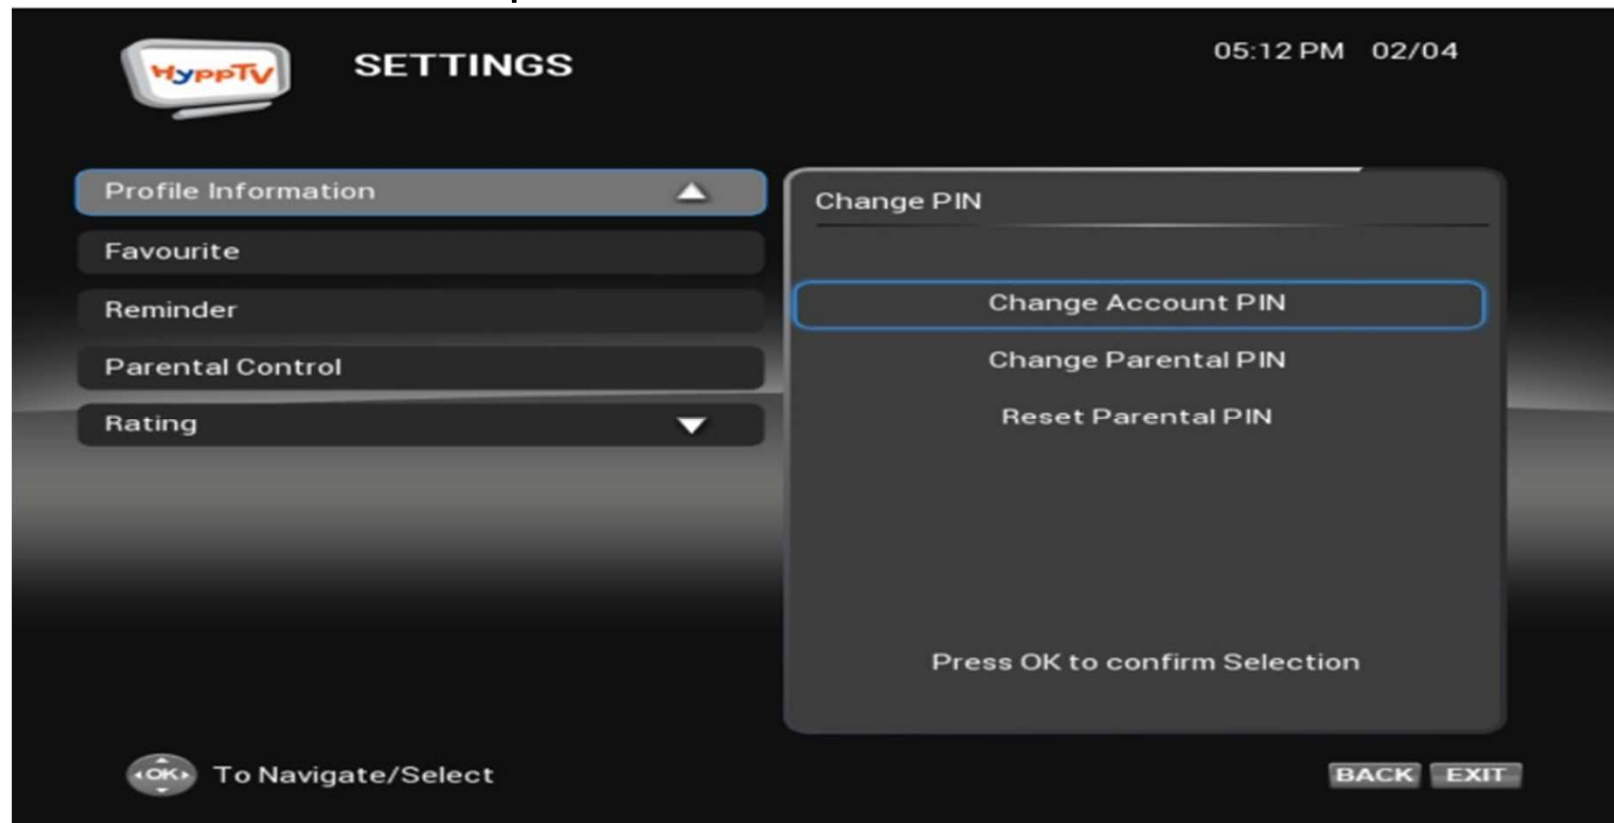 HyppTV
SETTINGS
05:12 PM 02/04
Profile Information
Favourite
Reminder
Parental Control
Rating
Change PIN
Change Account PIN
Change Parental PIN
Reset Parental PIN
Press OK to confirm Selection
OK
To Navigate/Select
BACK
EXIT